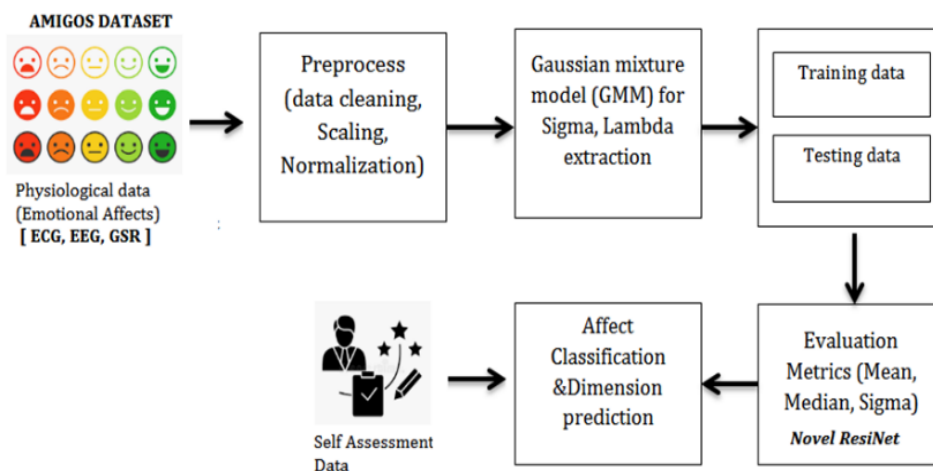 AMIGOS DATASET
Physiological data
(Emotional Affects)
[ ECG, EEG, GSR ]
:
Preprocess
(data cleaning,
Scaling,
Normalization)
Gaussian mixture
model (GMM) for
Sigma, Lambda
extraction
Training data
Testing data
Self Assessment
Data
Affect
Classification
&Dimension
prediction
Evaluation
Metrics (Mean,
Median, Sigma)
Novel ResiNet